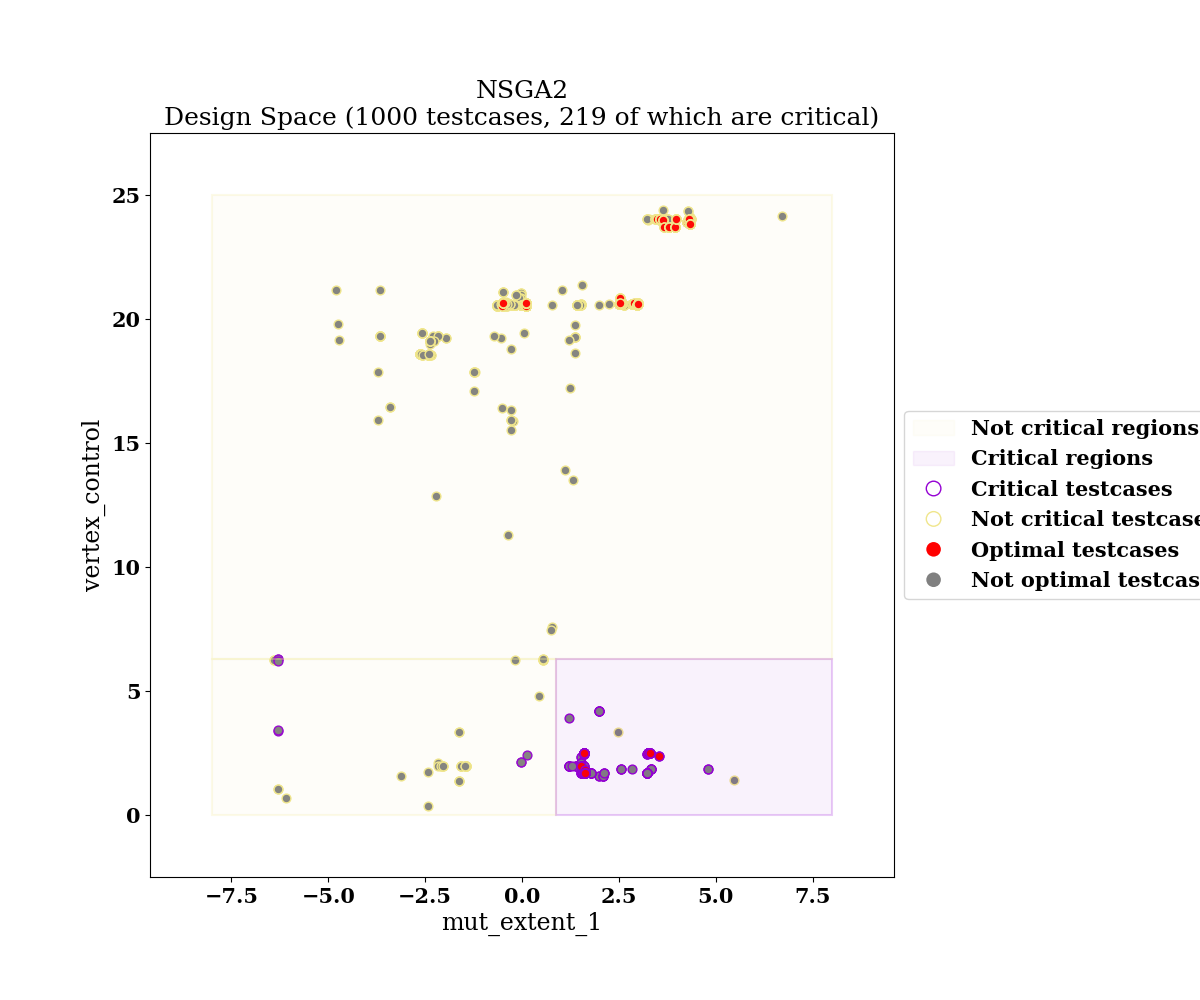 NSGA2
Design Space (1000 testcases, 219 of which are critical)
25
20
15
10
5
0
vertex_control
−7.5 −5.0 −2.5 0.0 2.5 5.0 7.5
mut_extent_1
Not critical regions
Critical regions
Critical testcases
Not critical testcase
Optimal testcases
Not optimal testcas